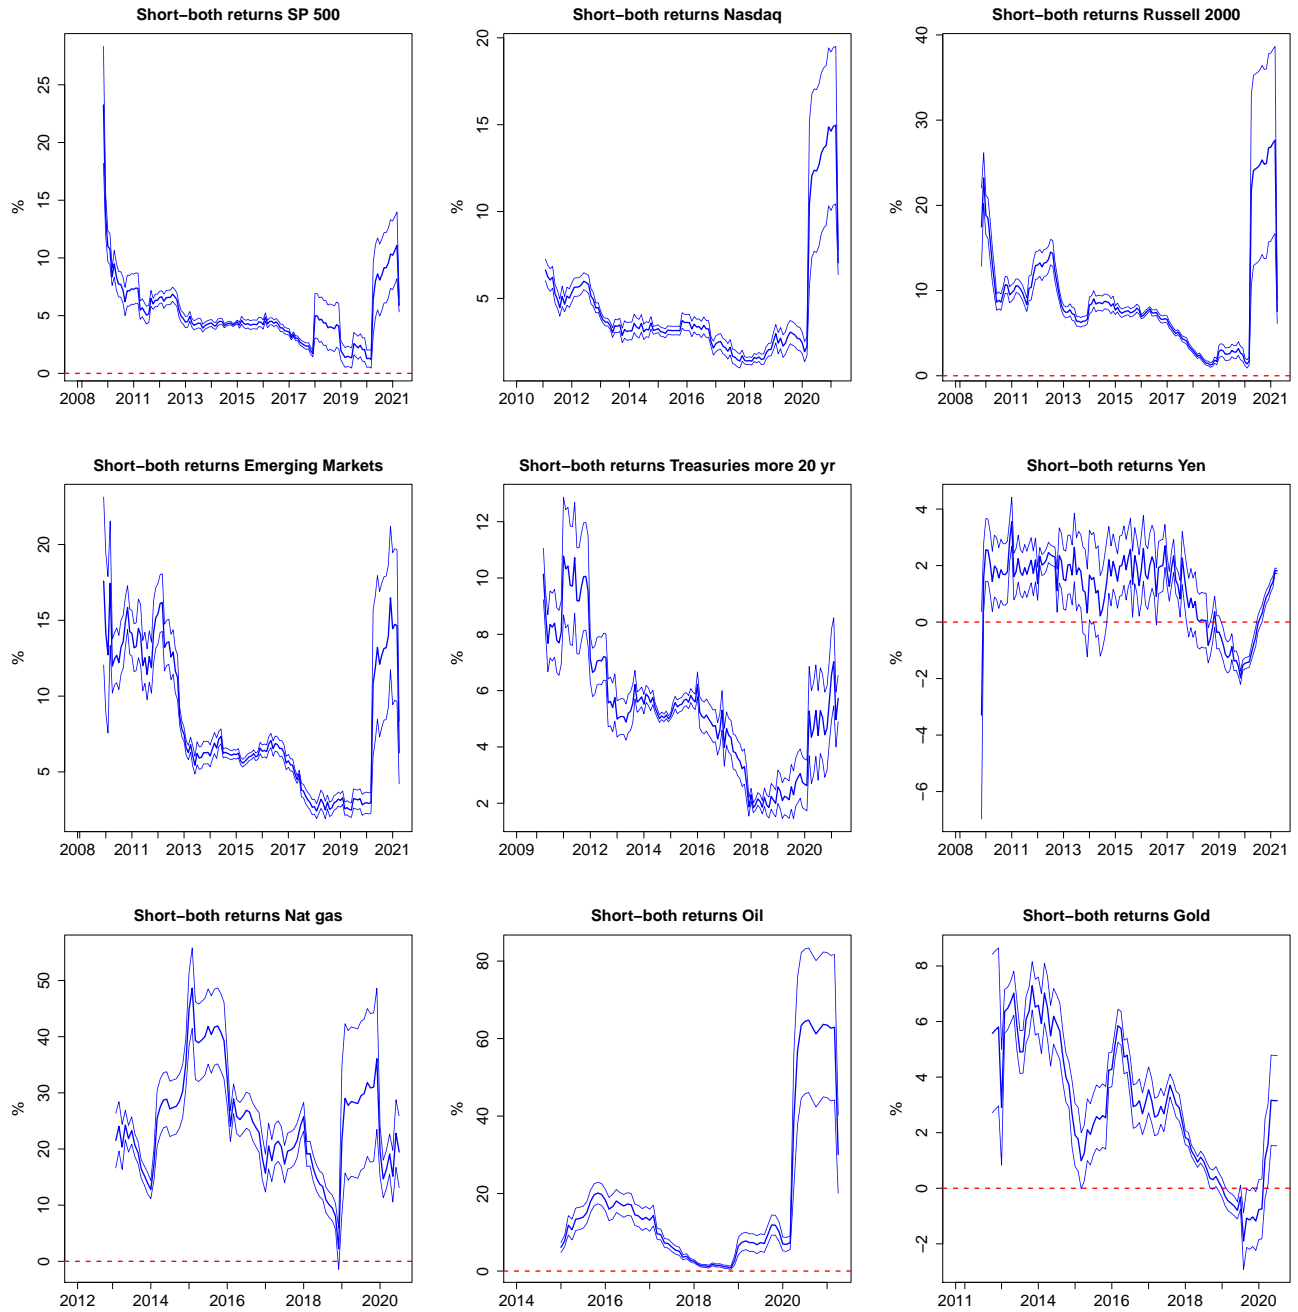 Short−both returns SP 500
%
0 5 10 15 20 25
2008 2011 2013 2015 2017 2019 2021
Short−both returns Nasdaq
%
5 10 15 20
2010 2012 2014 2016 2018 2020
Short−both returns Russell 2000
%
0 10 20 30 40
2008 2011 2013 2015 2017 2019 2021
Short−both returns Emerging Markets
%
5 10 15 20
2008 2011 2013 2015 2017 2019 2021
Short−both returns Treasuries more 20 yr
%
2 4 6 8 10 12
2009 2012 2014 2016 2018 2020
Short−both returns Yen
%
−6 −4 −2 0 2 4
2008 2011 2013 2015 2017 2019 2021
Short−both returns Nat gas
%
0 10 20 30 40 50
2012 2014 2016 2018 2020
Short−both returns Oil
%
0 20 40 60 80
2014 2016 2018 2020
Short−both returns Gold
%
−2 0 2 4 6 8
2011 2014 2016 2018 2020